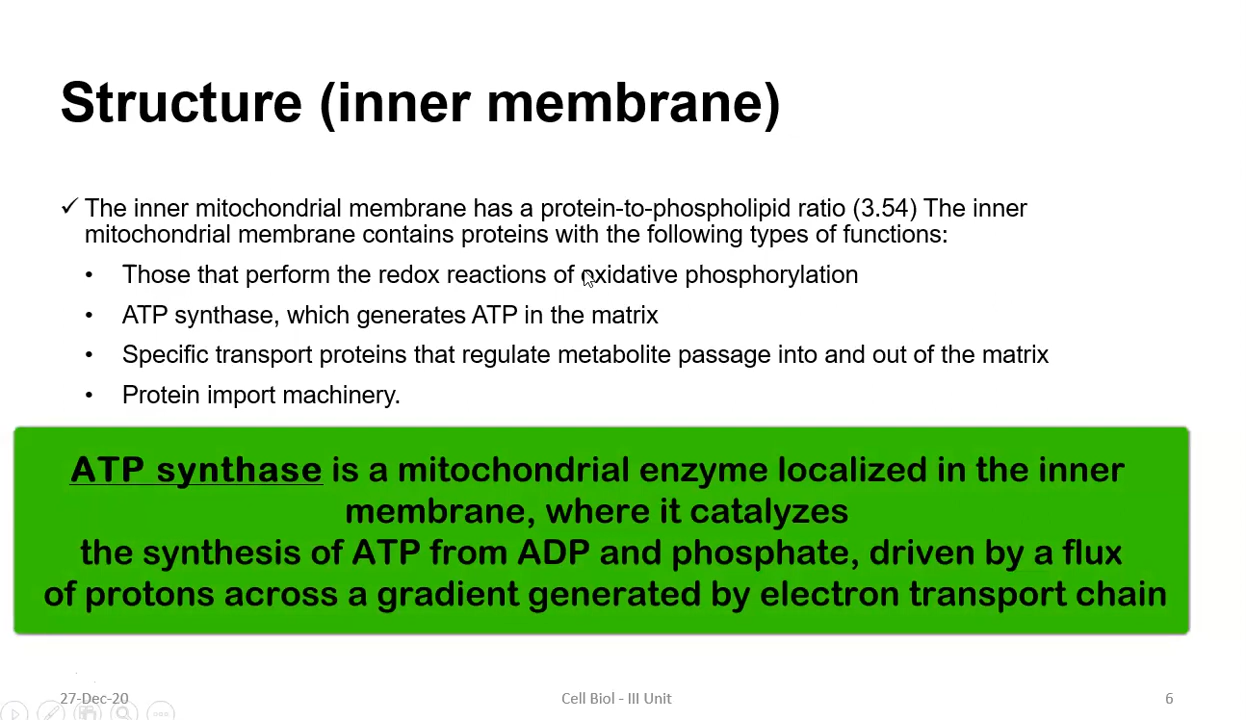 Structure (inner membrane)
✓ The inner mitochondrial membrane has a protein-to-phospholipid ratio (3.54) The inner
mitochondrial membrane contains proteins with the following types of functions:
• Those that perform the redox reactions of oxidative phosphorylation
• ATP synthase, which generates ATP in the matrix
• Specific transport proteins that regulate metabolite passage into and out of the matrix
• Protein import machinery.
ATP synthase is a mitochondrial enzyme localized in the inner
membrane, where it catalyzes
the synthesis of ATP from ADP and phosphate, driven by a flux
of protons across a gradient generated by electron transport chain
27-Dec-20
Cell Biol - III Unit
6